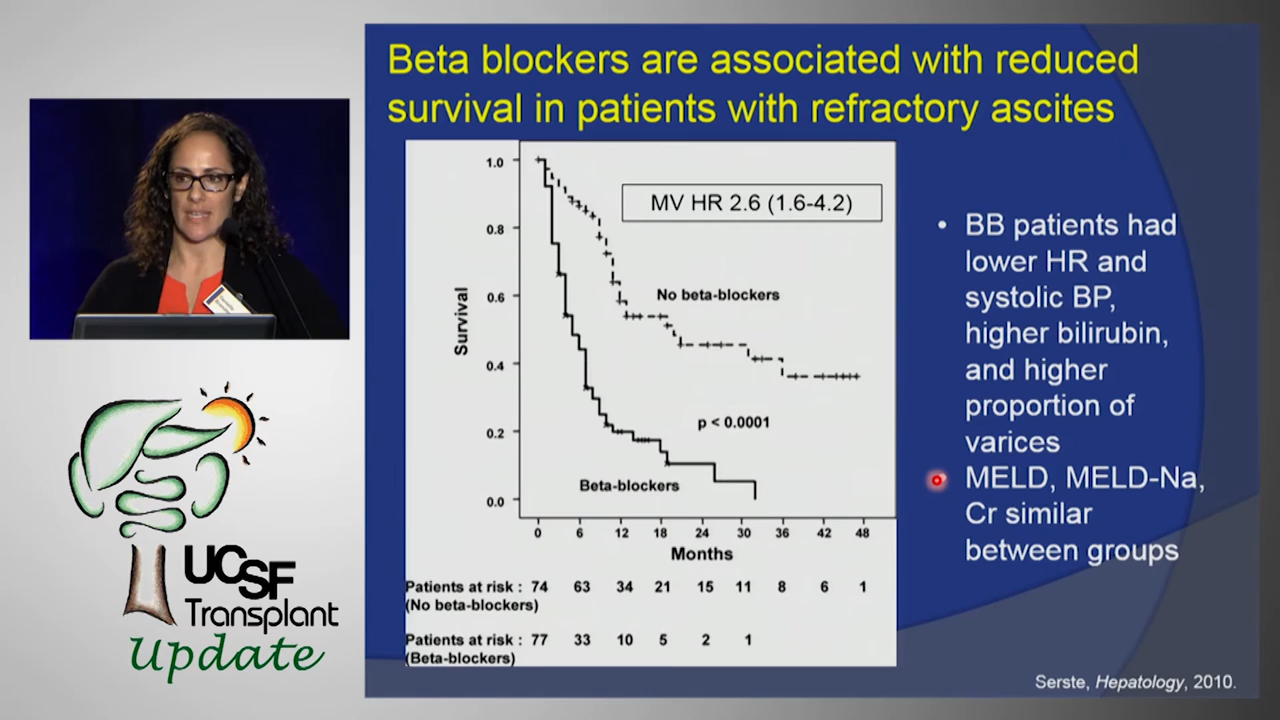 Beta blockers are associated with reduced
survival in patients with refractory ascites
MV HR 2.6 (1.6-4.2)
Survival
1.0
0.8
0.6
0.4
0.2
0.0
No beta-blockers
p < 0.0001
Beta-blockers
0 6 12 18 24 30 36 42 48
Months
Patients at risk : 74 63 34 21 15 11 8 6 1
(No beta-blockers)
Patients at risk : 77 33 10 5 2 1
(Beta-blockers)
• BB patients had
lower HR and
systolic BP,
higher bilirubin,
and higher
proportion of
varices
MELD, MELD-Na,
Cr similar
between groups
Serste, Hepatology, 2010.
UCSF
Transplant
Update